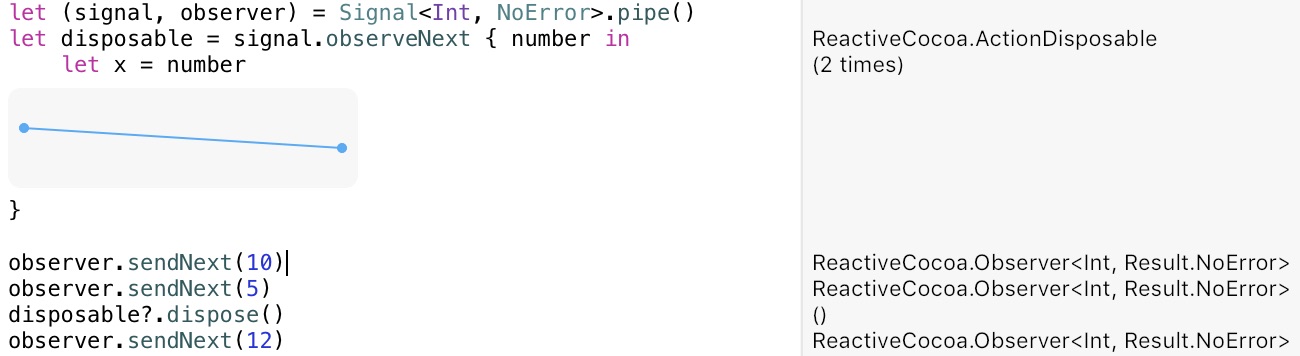 let (signal, observer) = Signal<Int, NoError>.pipe()
let disposable = signal.observeNext { number in
ReactiveCocoa.ActionDisposable
    let x = number
(2 times)
}
observer.sendNext(10)
ReactiveCocoa.Observer<Int, Result.NoError>
observer.sendNext(5)
ReactiveCocoa.Observer<Int, Result.NoError>
disposable?.dispose()
()
observer.sendNext(12)
ReactiveCocoa.Observer<Int, Result.NoError>